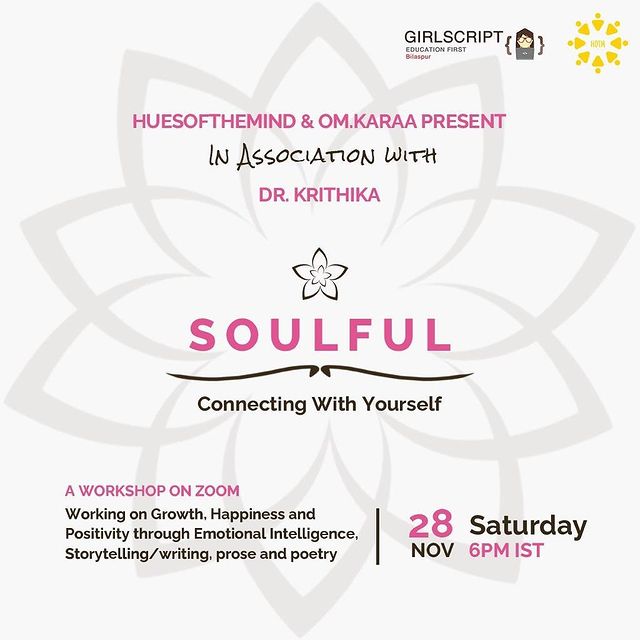 GIRLSCRIPT
EDUCATION FIRST
Bilaspur
HOTM
HUESOFTHEMIND & OM.KARAA PRESENT
IN ASSOCIATION WITH
DR. KRITHIKA
SOULFUL
Connecting With Yourself
A WORKSHOP ON ZOOM
Working on Growth, Happiness and
Positivity through Emotional Intelligence,
Storytelling/writing, prose and poetry
28 Saturday
NOV 6PM IST